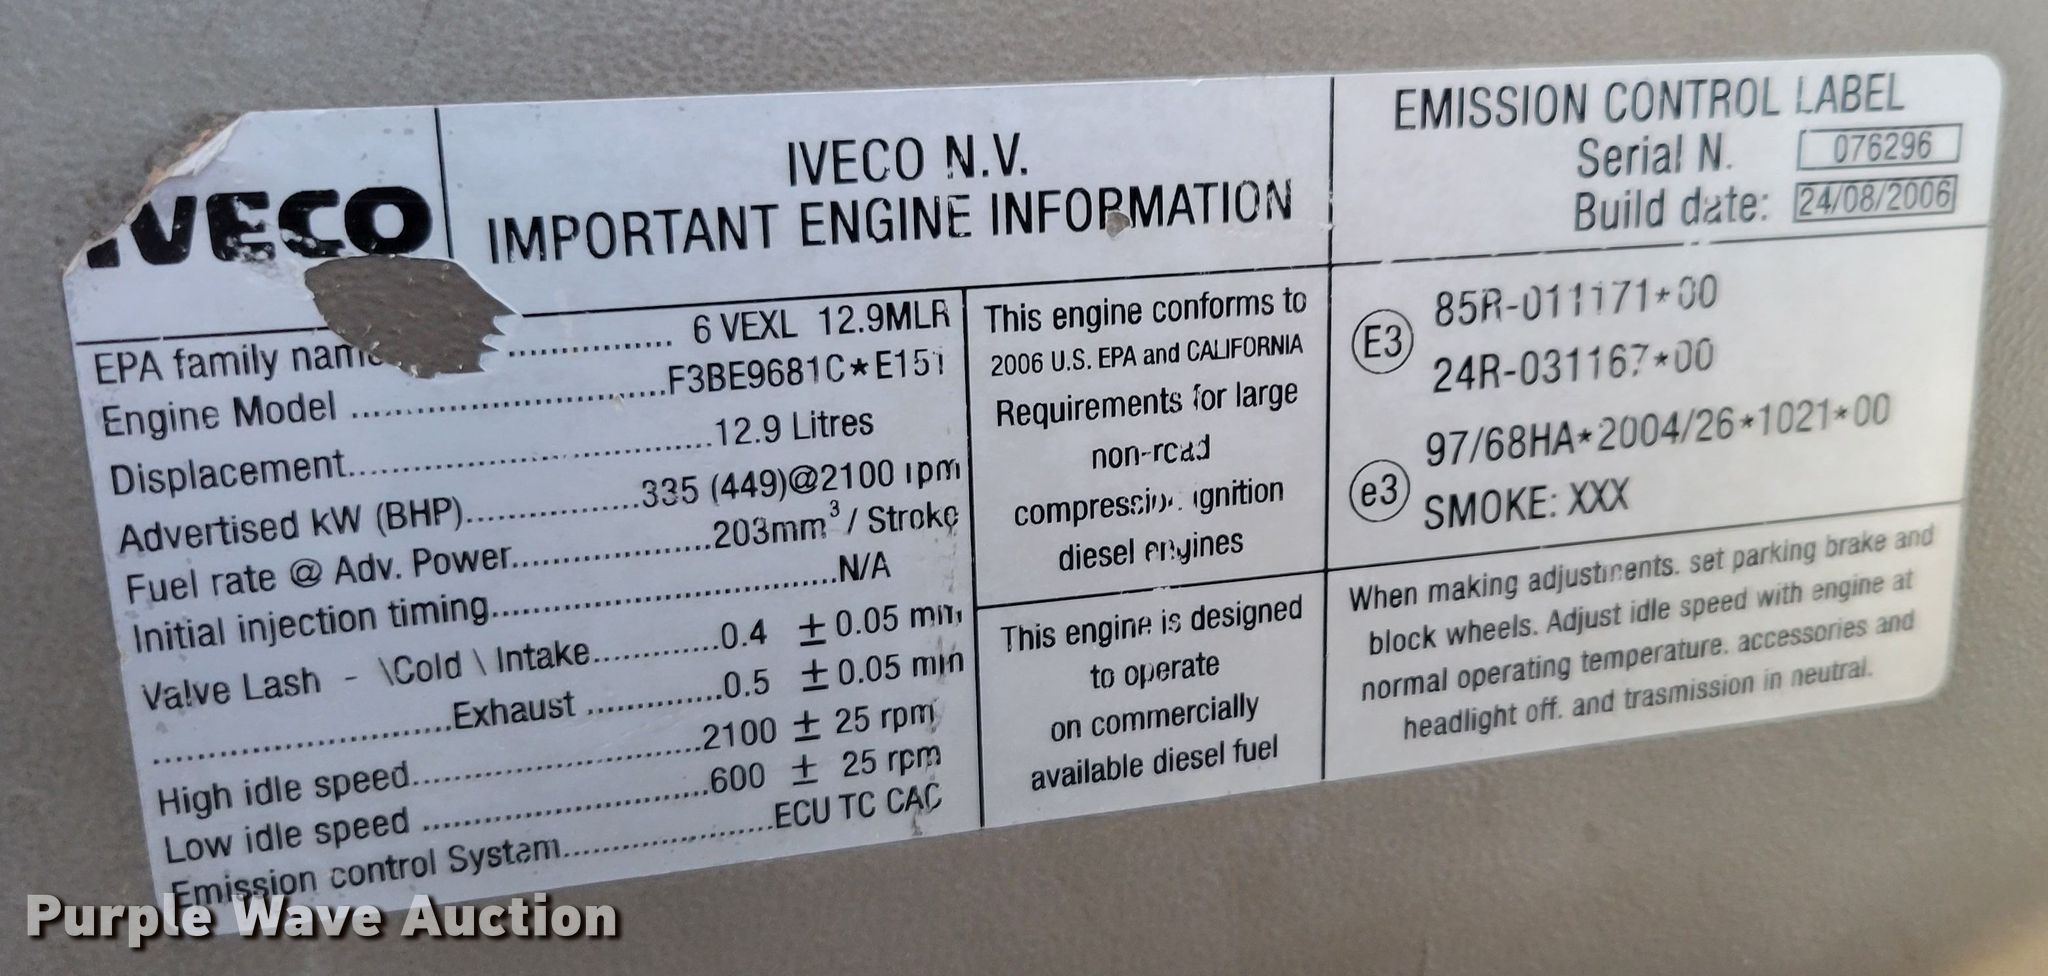 IVECO
IVECO N.V.
IMPORTANT ENGINE INFORMATION
EMISSION CONTROL LABEL
Serial N. 076296
Build date: 24/08/2006
EPA family name................ 6 VEXL 12.9MLR
Engine Model ................................F3BE9681C*E151
Displacement....................................12.9 Litres
Advertised kW (BHP)..................335 (449)@2100 rpm
Fuel rate @ Adv. Power.....................203mm³/ Stroke
Initial injection timing...................................N/A
Valve Lash - \Cold \ Intake.............0.4 ± 0.05 mm
..............................Exhaust ..............0.5 ± 0.05 mm
High idle speed.............................2100 ± 25 rpm
Low idle speed .............................600 ± 25 rpm
Emission control System.....................ECU TC CAC
This engine conforms to
2006 U.S. EPA and CALIFORNIA
Requirements for large
non-road
compression ignition
diesel engines
This engine is designed
to operate
on commercially
available diesel fuel
E3 85R-011171*00
24R-031167*00
97/68HA*2004/26*1021*00
e3 SMOKE: XXX
When making adjustments. set parking brake and
block wheels. Adjust idle speed with engine at
normal operating temperature. accessories and
headlight off. and trasmission in neutral.
Purple Wave Auction